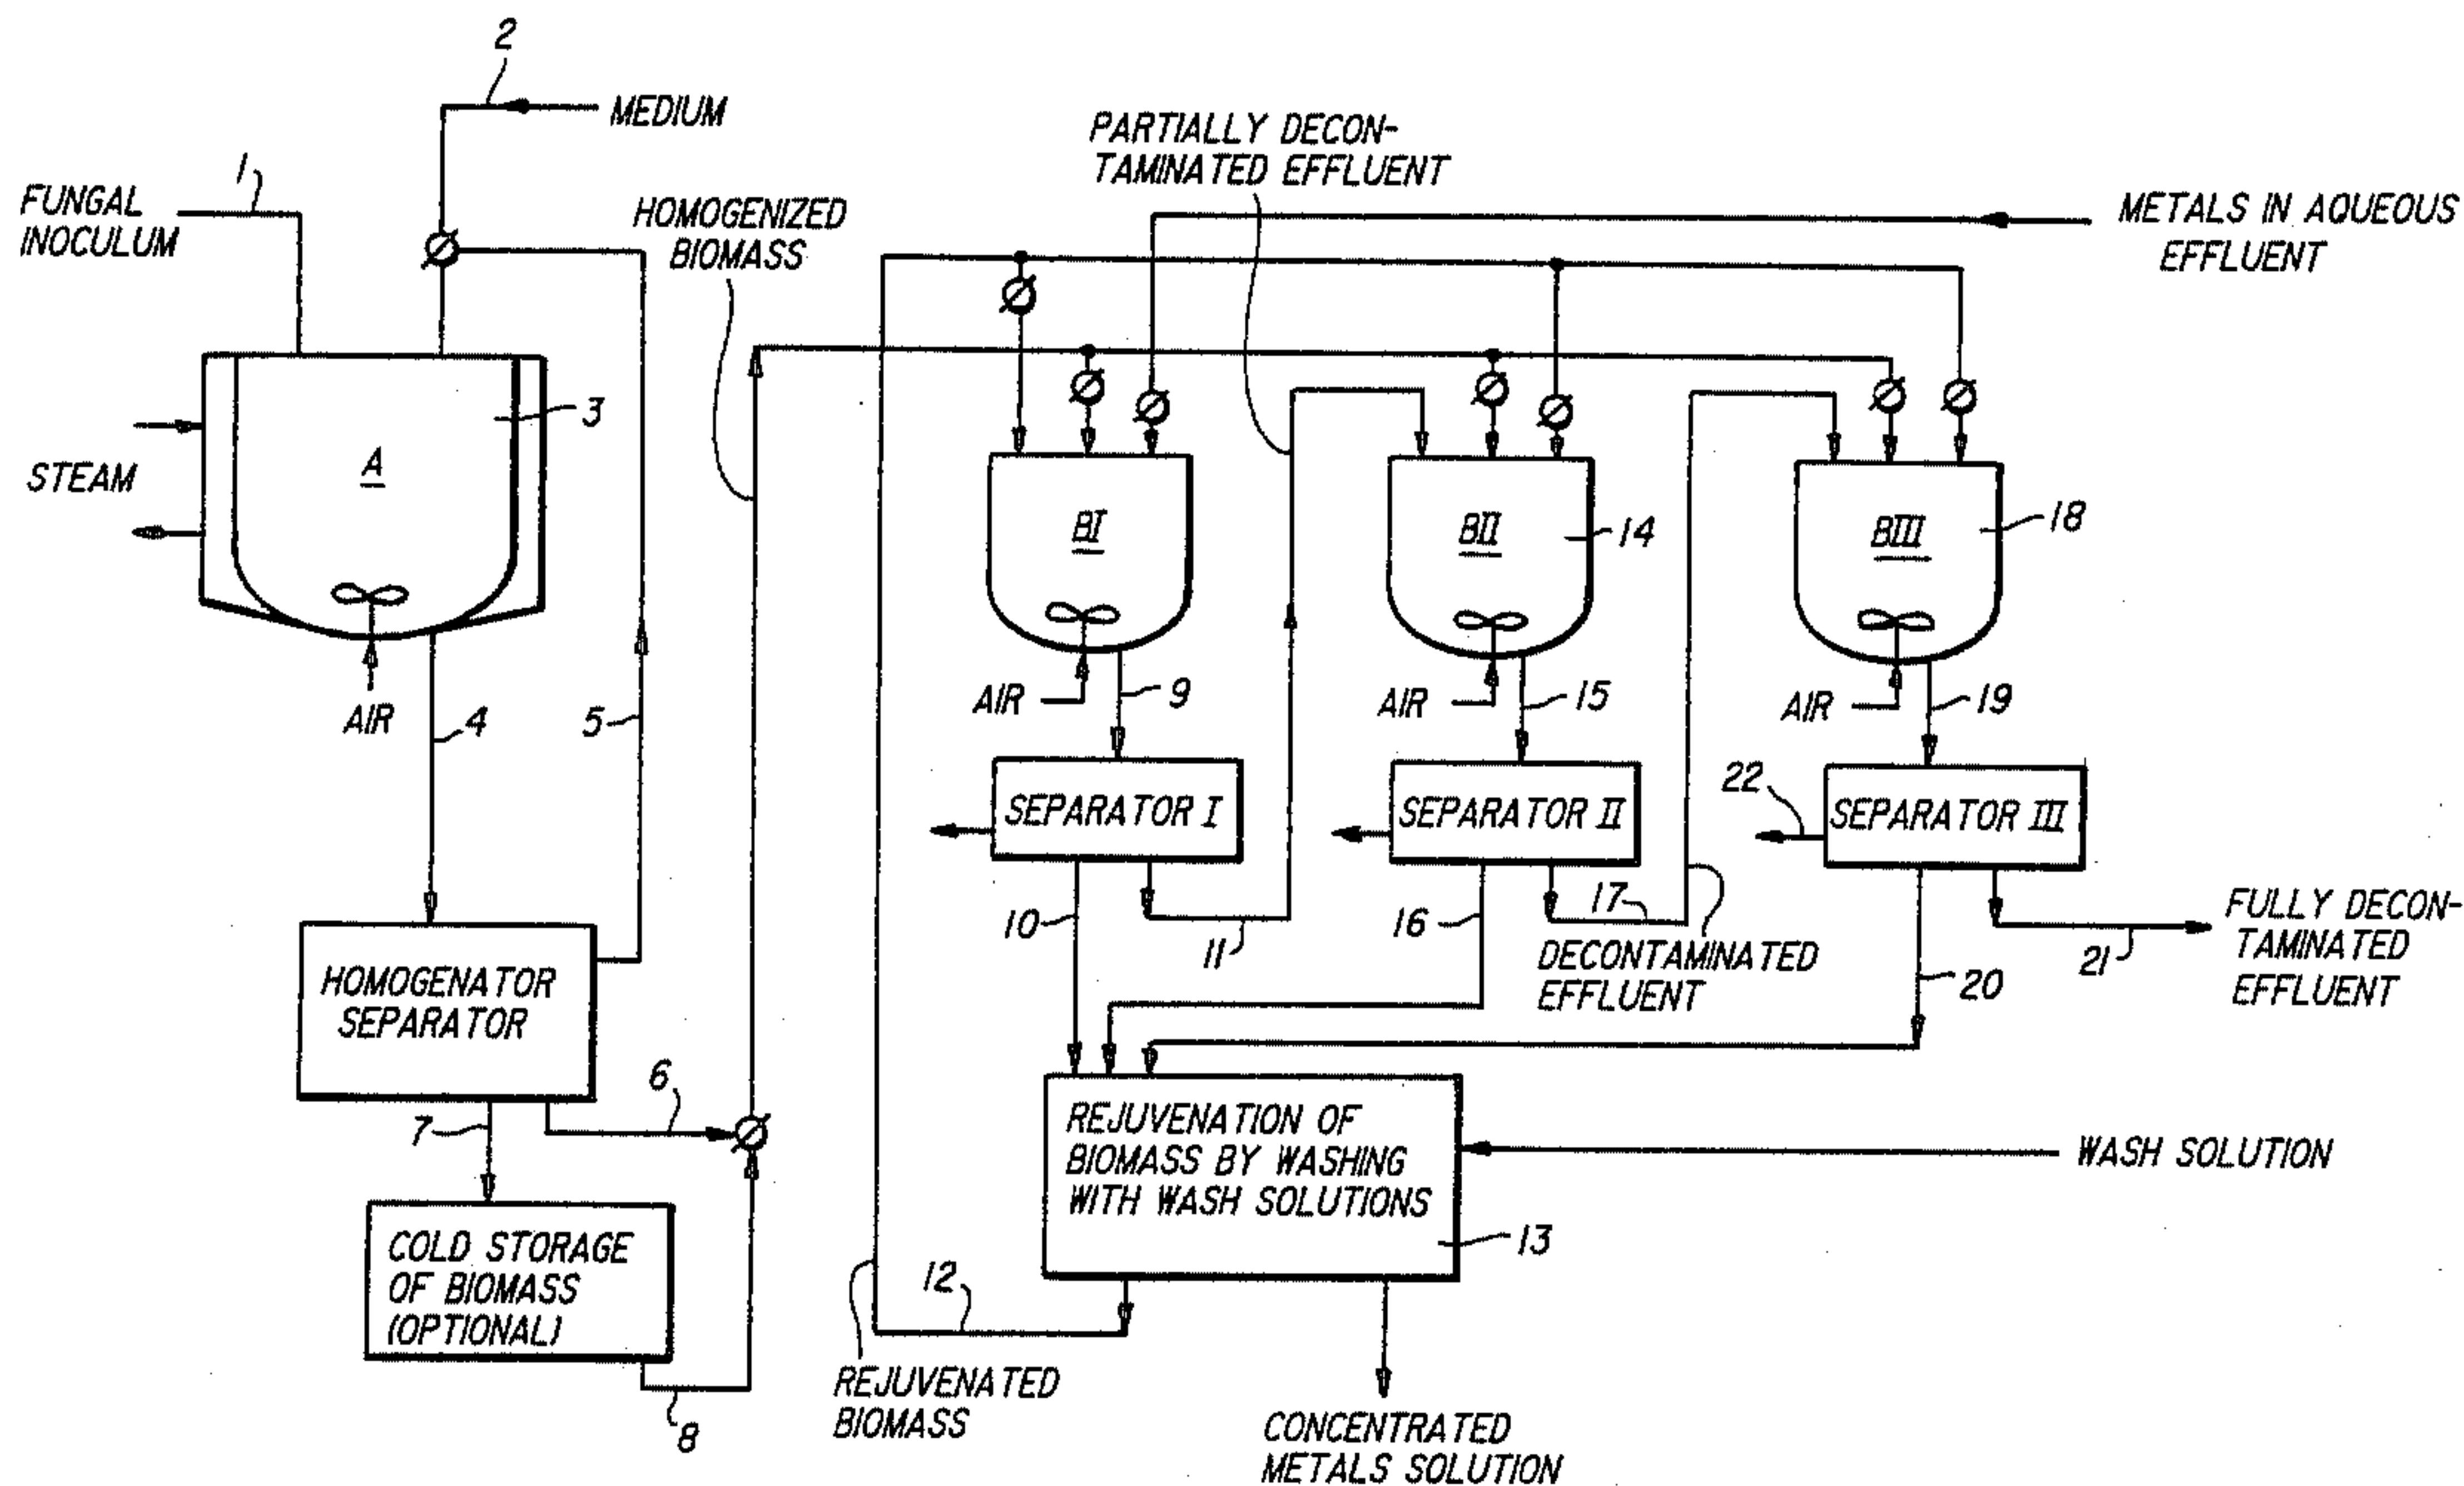 2
MEDIUM
1
FUNGAL
INOCULUM
PARTIALLY DECON-
TAMINATED EFFLUENT
HOMOGENIZED
BIOMASS
METALS IN AQUEOUS
EFFLUENT
3
A
STEAM
AIR
4
5
BI
BII
14
BIII
18
AIR
9
AIR
15
AIR
19
SEPARATOR I
SEPARATOR II
22
SEPARATOR III
10
11
16
17
DECONTAMINATED
EFFLUENT
20
21
FULLY DECON-
TAMINATED
EFFLUENT
HOMOGENATOR
SEPARATOR
6
7
COLD STORAGE
OF BIOMASS
(OPTIONAL)
8
REJUVENATION OF
BIOMASS BY WASHING
WITH WASH SOLUTIONS
13
WASH SOLUTION
12
REJUVENATED
BIOMASS
CONCENTRATED
METALS SOLUTION